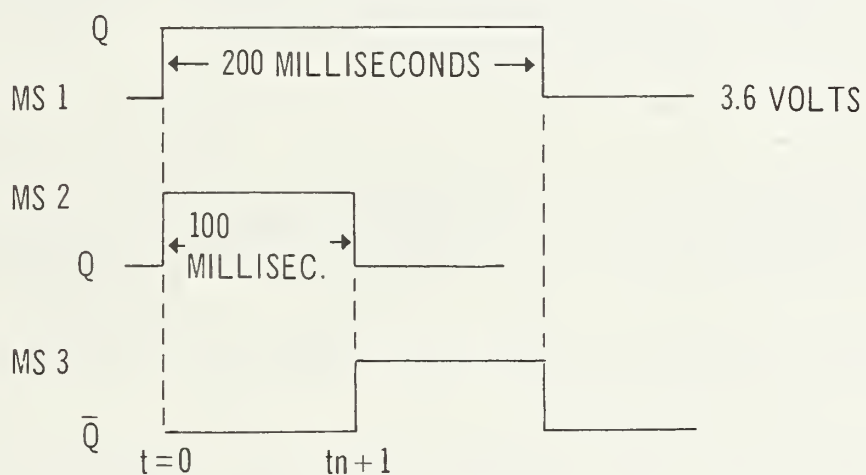 Q
200 MILLISECONDS
MS 1
3.6 VOLTS
MS 2
100
MILLISEC.
Q
MS 3
Q̅
t=0
tn+1